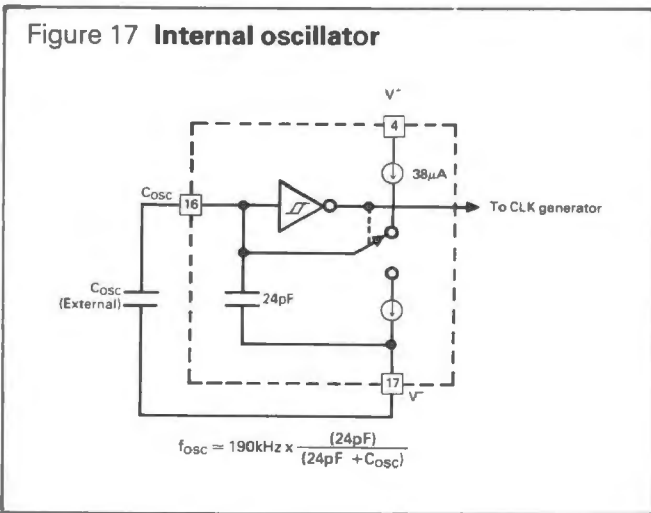 Figure 17 Internal oscillator
V+
4
38μA
COSC
16
To CLK generator
COSC
(External)
24pF
17
V−
fosc ≃ 190kHz x (24pF)
(24pF + COSC)